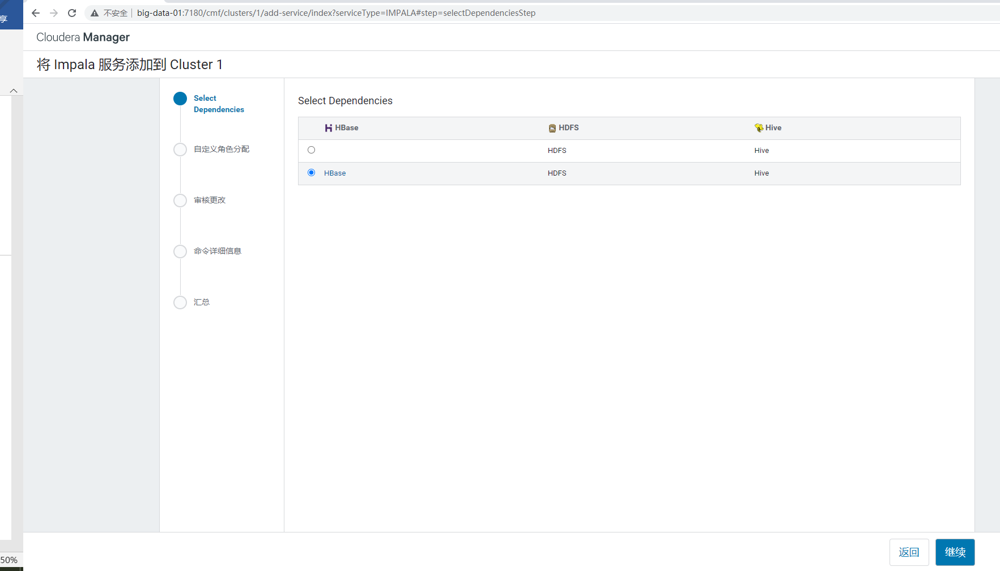 享
不安全
big-data-01:7180/cmf/clusters/1/add-service/index?serviceType=IMPALA#step=selectDependenciesStep
Cloudera Manager
将 Impala 服务添加到 Cluster 1
Select
Dependencies
自定义角色分配
审核更改
命令详细信息
汇总
Select Dependencies
HBase HDFS Hive
HDFS Hive
HBase HDFS Hive
返回
继续
50%